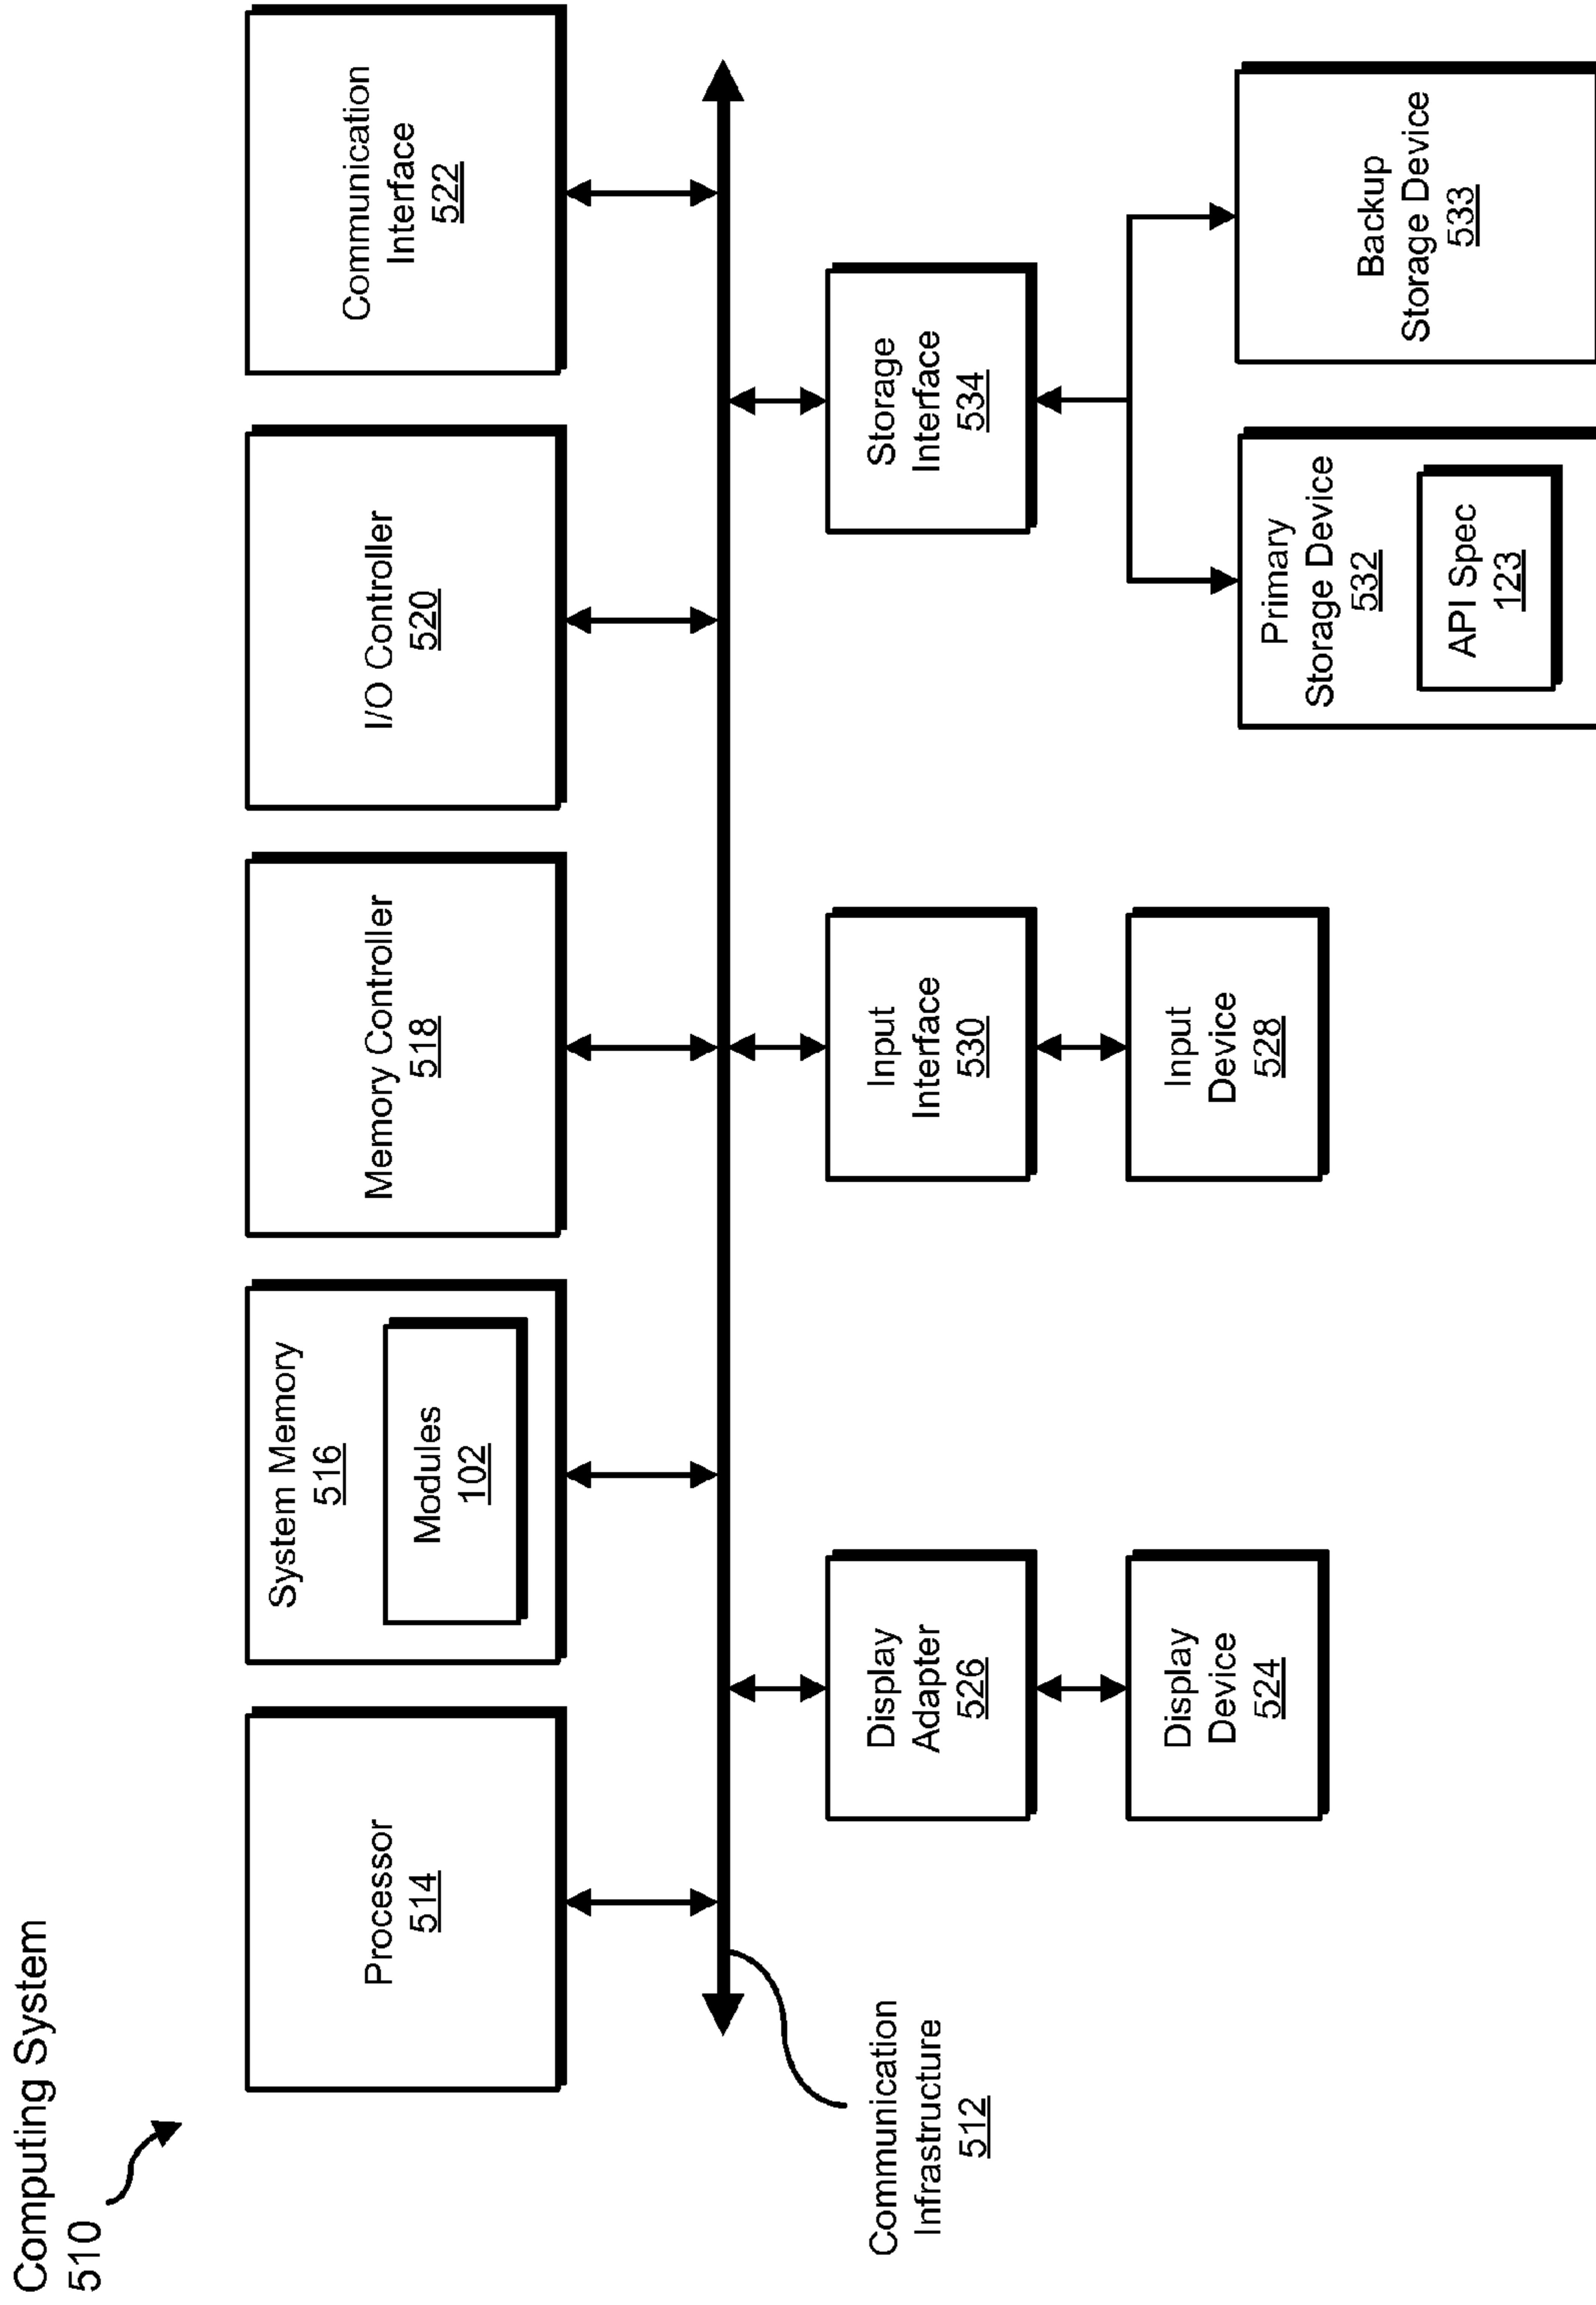 Computing System
510
Processor
514
System Memory
516
Modules
102
Memory Controller
518
I/O Controller
520
Communication
Interface
522
Communication
Infrastructure
512
Display
Adapter
526
Input
Interface
530
Storage
Interface
534
Display
Device
524
Input
Device
528
Primary
Storage Device
532
API Spec
123
Backup
Storage Device
533